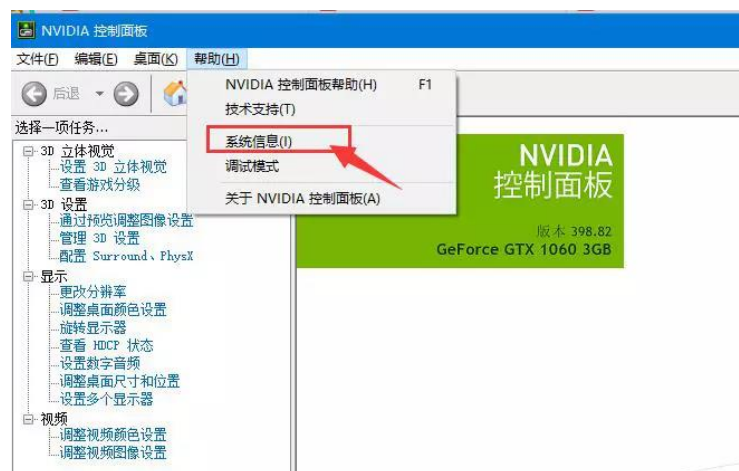 NVIDIA 控制面板
文件(F) 编辑(E) 桌面(K) 帮助(H)
后退
NVIDIA 控制面板帮助(H) F1
技术支持(T)
系统信息(I)
调试模式
关于 NVIDIA 控制面板(A)
选择一项任务...
3D 立体视觉
设置 3D 立体视觉
查看游戏分级
3D 设置
通过预览调整图像设置
管理 3D 设置
配置 Surround、PhysX
显示
更改分辨率
调整桌面颜色设置
旋转显示器
查看 HDCP 状态
设置数字音频
调整桌面尺寸和位置
设置多个显示器
视频
调整视频颜色设置
调整视频图像设置
NVIDIA
控制面板
版本 398.82
GeForce GTX 1060 3GB